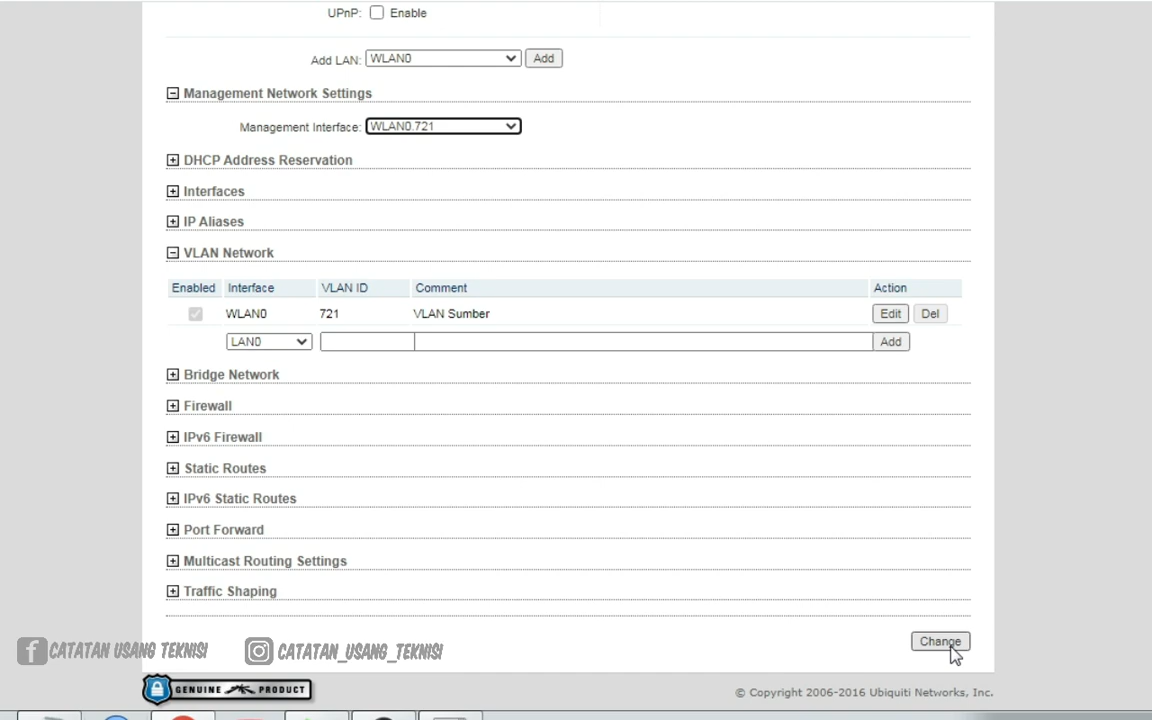 UPnP: Enable
Add LAN: WLAN0 Add
Management Network Settings
Management Interface: WLAN0.721
DHCP Address Reservation
Interfaces
IP Aliases
VLAN Network
Enabled Interface VLAN ID Comment Action
WLAN0 721 VLAN Sumber Edit Del
LAN0 Add
Bridge Network
Firewall
IPv6 Firewall
Static Routes
IPv6 Static Routes
Port Forward
Multicast Routing Settings
Traffic Shaping
Change
CATATAN USANG TEKNISI CATATAN_USANG_TEKNISI
GENUINE PRODUCT © Copyright 2006-2016 Ubiquiti Networks, Inc.